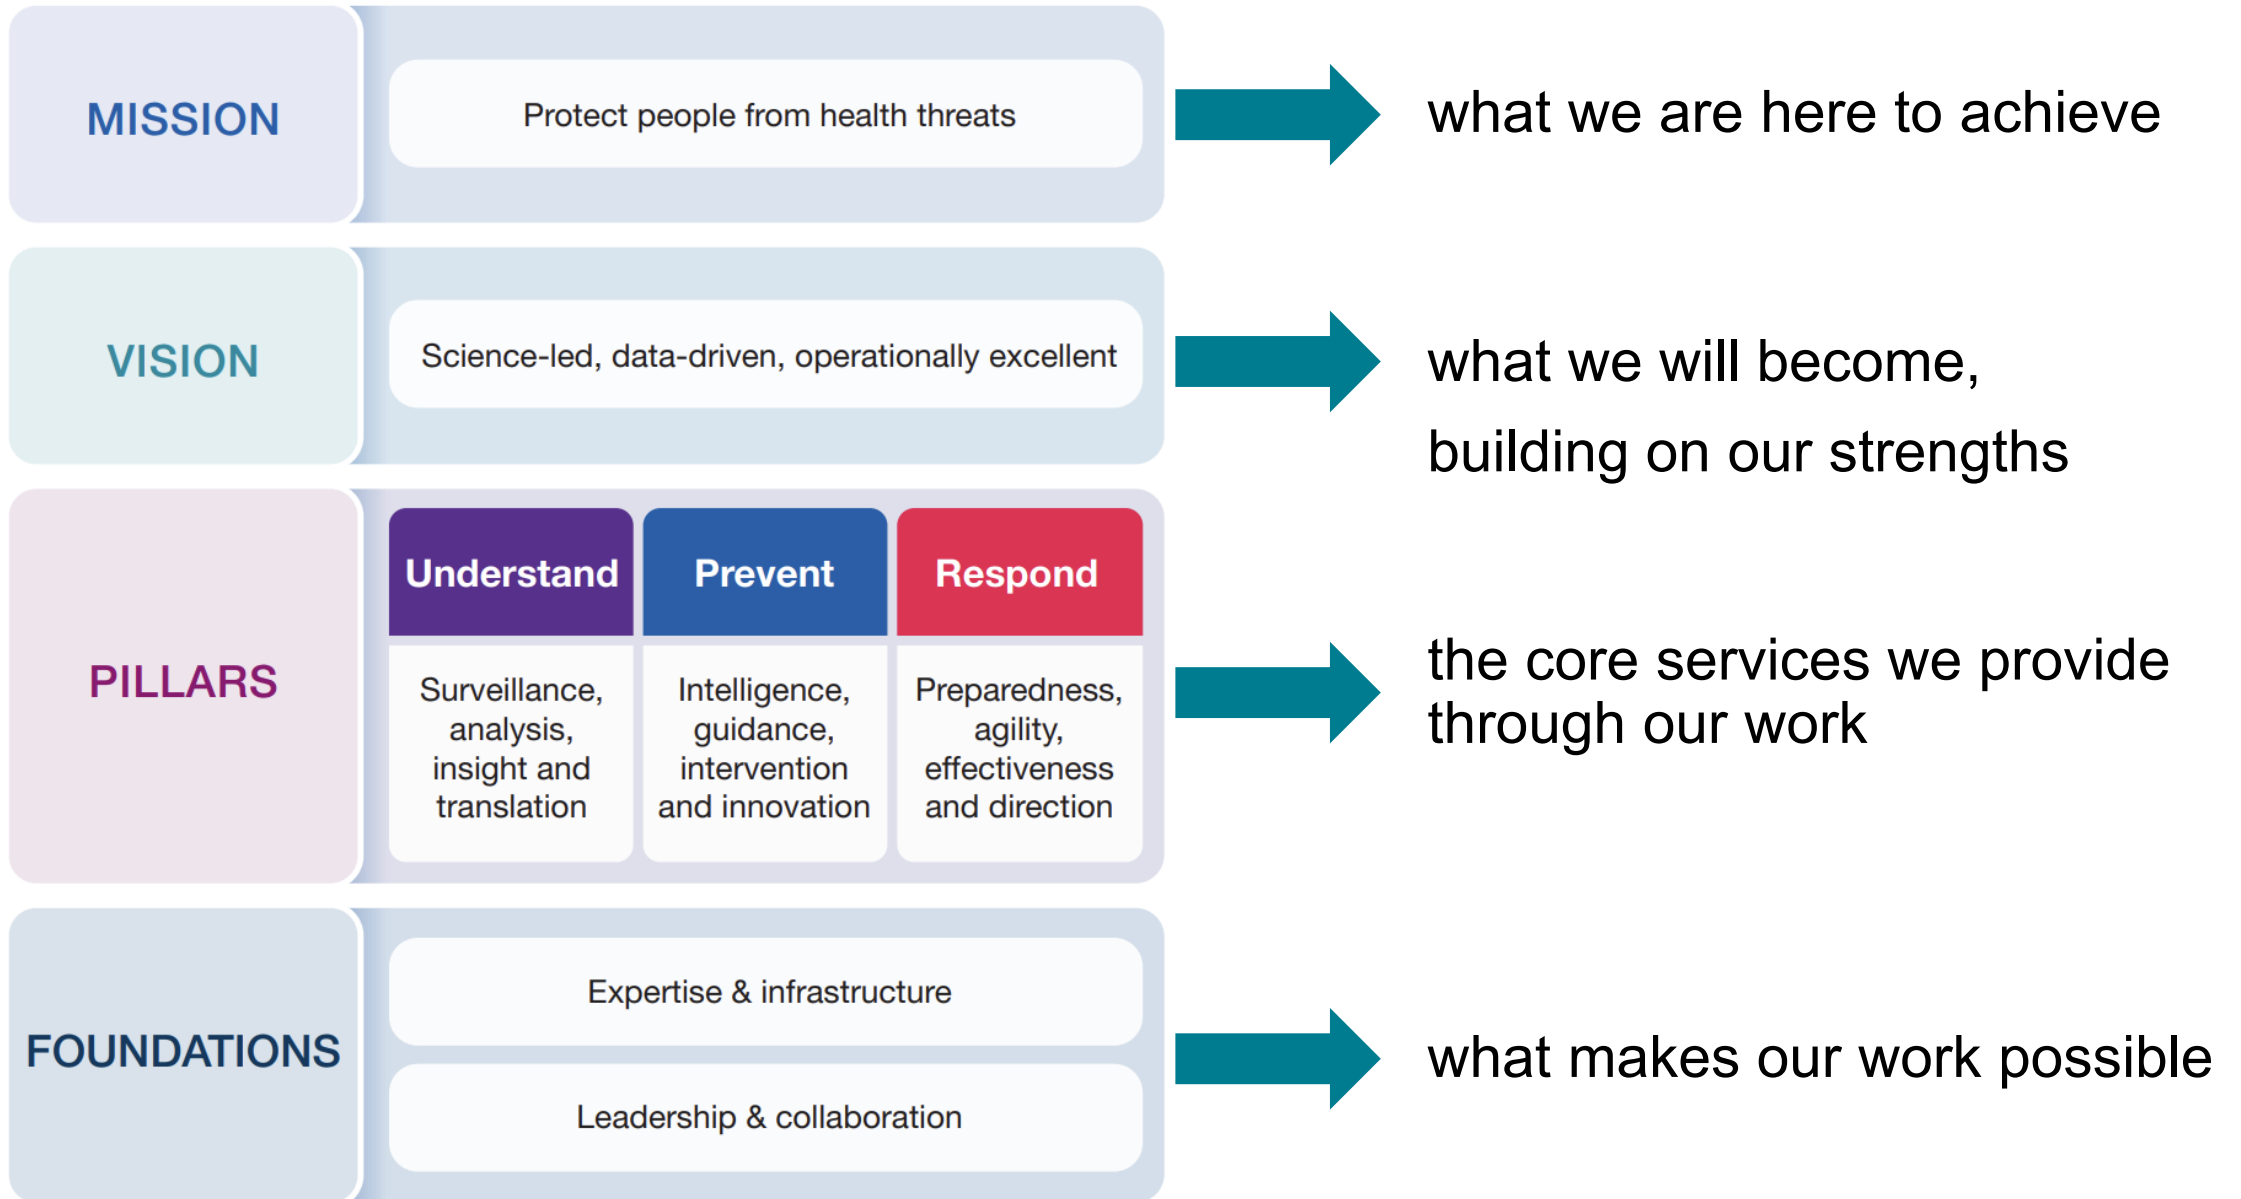 MISSION
Protect people from health threats
what we are here to achieve
VISION
Science-led, data-driven, operationally excellent
what we will become,
building on our strengths
PILLARS
Understand
Surveillance,
analysis,
insight and
translation
Prevent
Intelligence,
guidance,
intervention
and innovation
Respond
Preparedness,
agility,
effectiveness
and direction
the core services we provide
through our work
FOUNDATIONS
Expertise & infrastructure
Leadership & collaboration
what makes our work possible